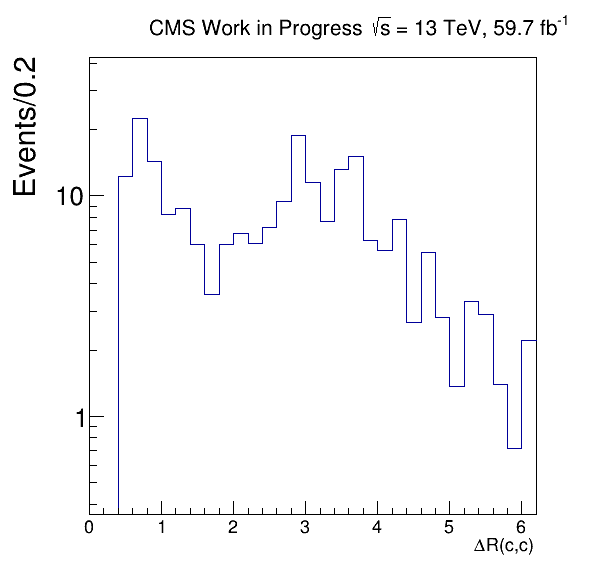 CMS Work in Progress √s = 13 TeV, 59.7 fb⁻¹
Events/0.2
10
1
0 1 2 3 4 5 6
ΔR(c,c)